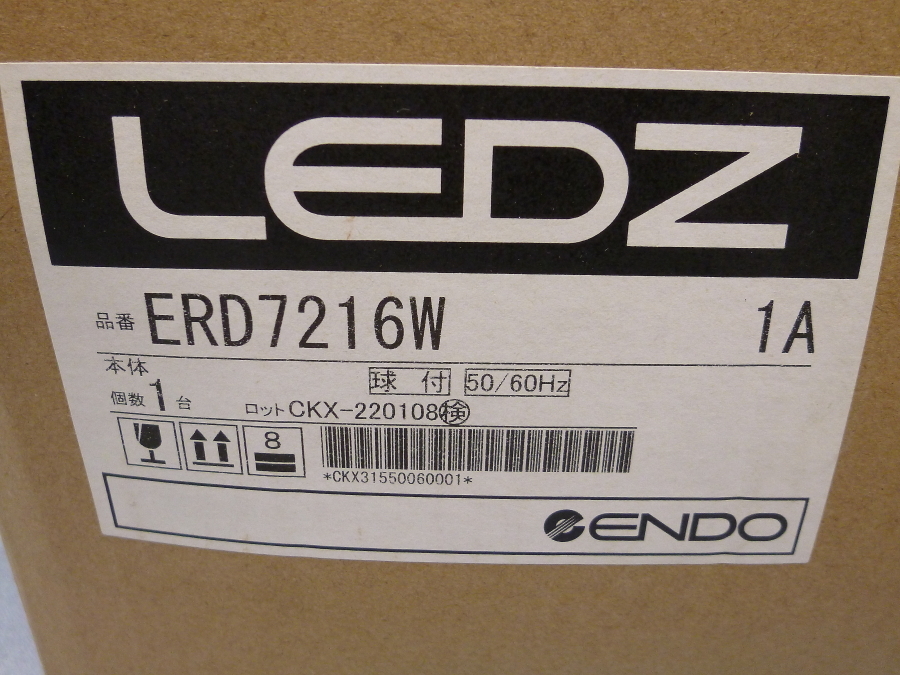 LEDZ
品番 ERD7216W 1A
本体
球 付 50/60Hz
個数 1 台 ロット CKX-220108 検
8
*CKX31550060001*
ENDO